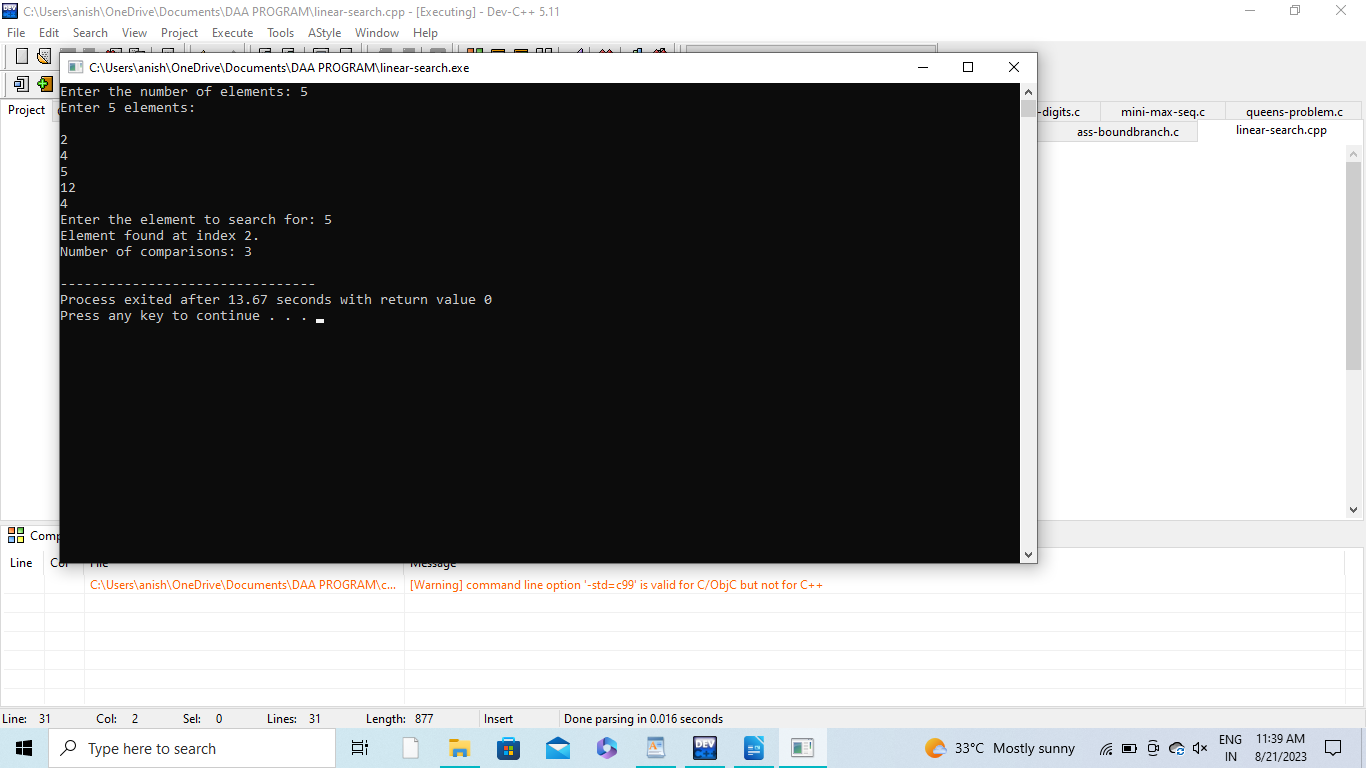 C:\Users\anish\OneDrive\Documents\DAA PROGRAM\linear-search.cpp - [Executing] - Dev-C++ 5.11
File Edit Search View Project Execute Tools AStyle Window Help
C:\Users\anish\OneDrive\Documents\DAA PROGRAM\linear-search.exe
Project
-digits.c mini-max-seq.c queens-problem.c
ass-boundbranch.c linear-search.cpp
Enter the number of elements: 5
Enter 5 elements:
2
4
5
12
4
Enter the element to search for: 5
Element found at index 2.
Number of comparisons: 3
--------------------------------
Process exited after 13.67 seconds with return value 0
Press any key to continue . . .
Comp
Line Col File Message
C:\Users\anish\OneDrive\Documents\DAA PROGRAM\c... [Warning] command line option '-std=c99' is valid for C/ObjC but not for C++
Line: 31 Col: 2 Sel: 0 Lines: 31 Length: 877 Insert Done parsing in 0.016 seconds
Type here to search
DEV
33°C Mostly sunny
ENG
IN
11:39 AM
8/21/2023